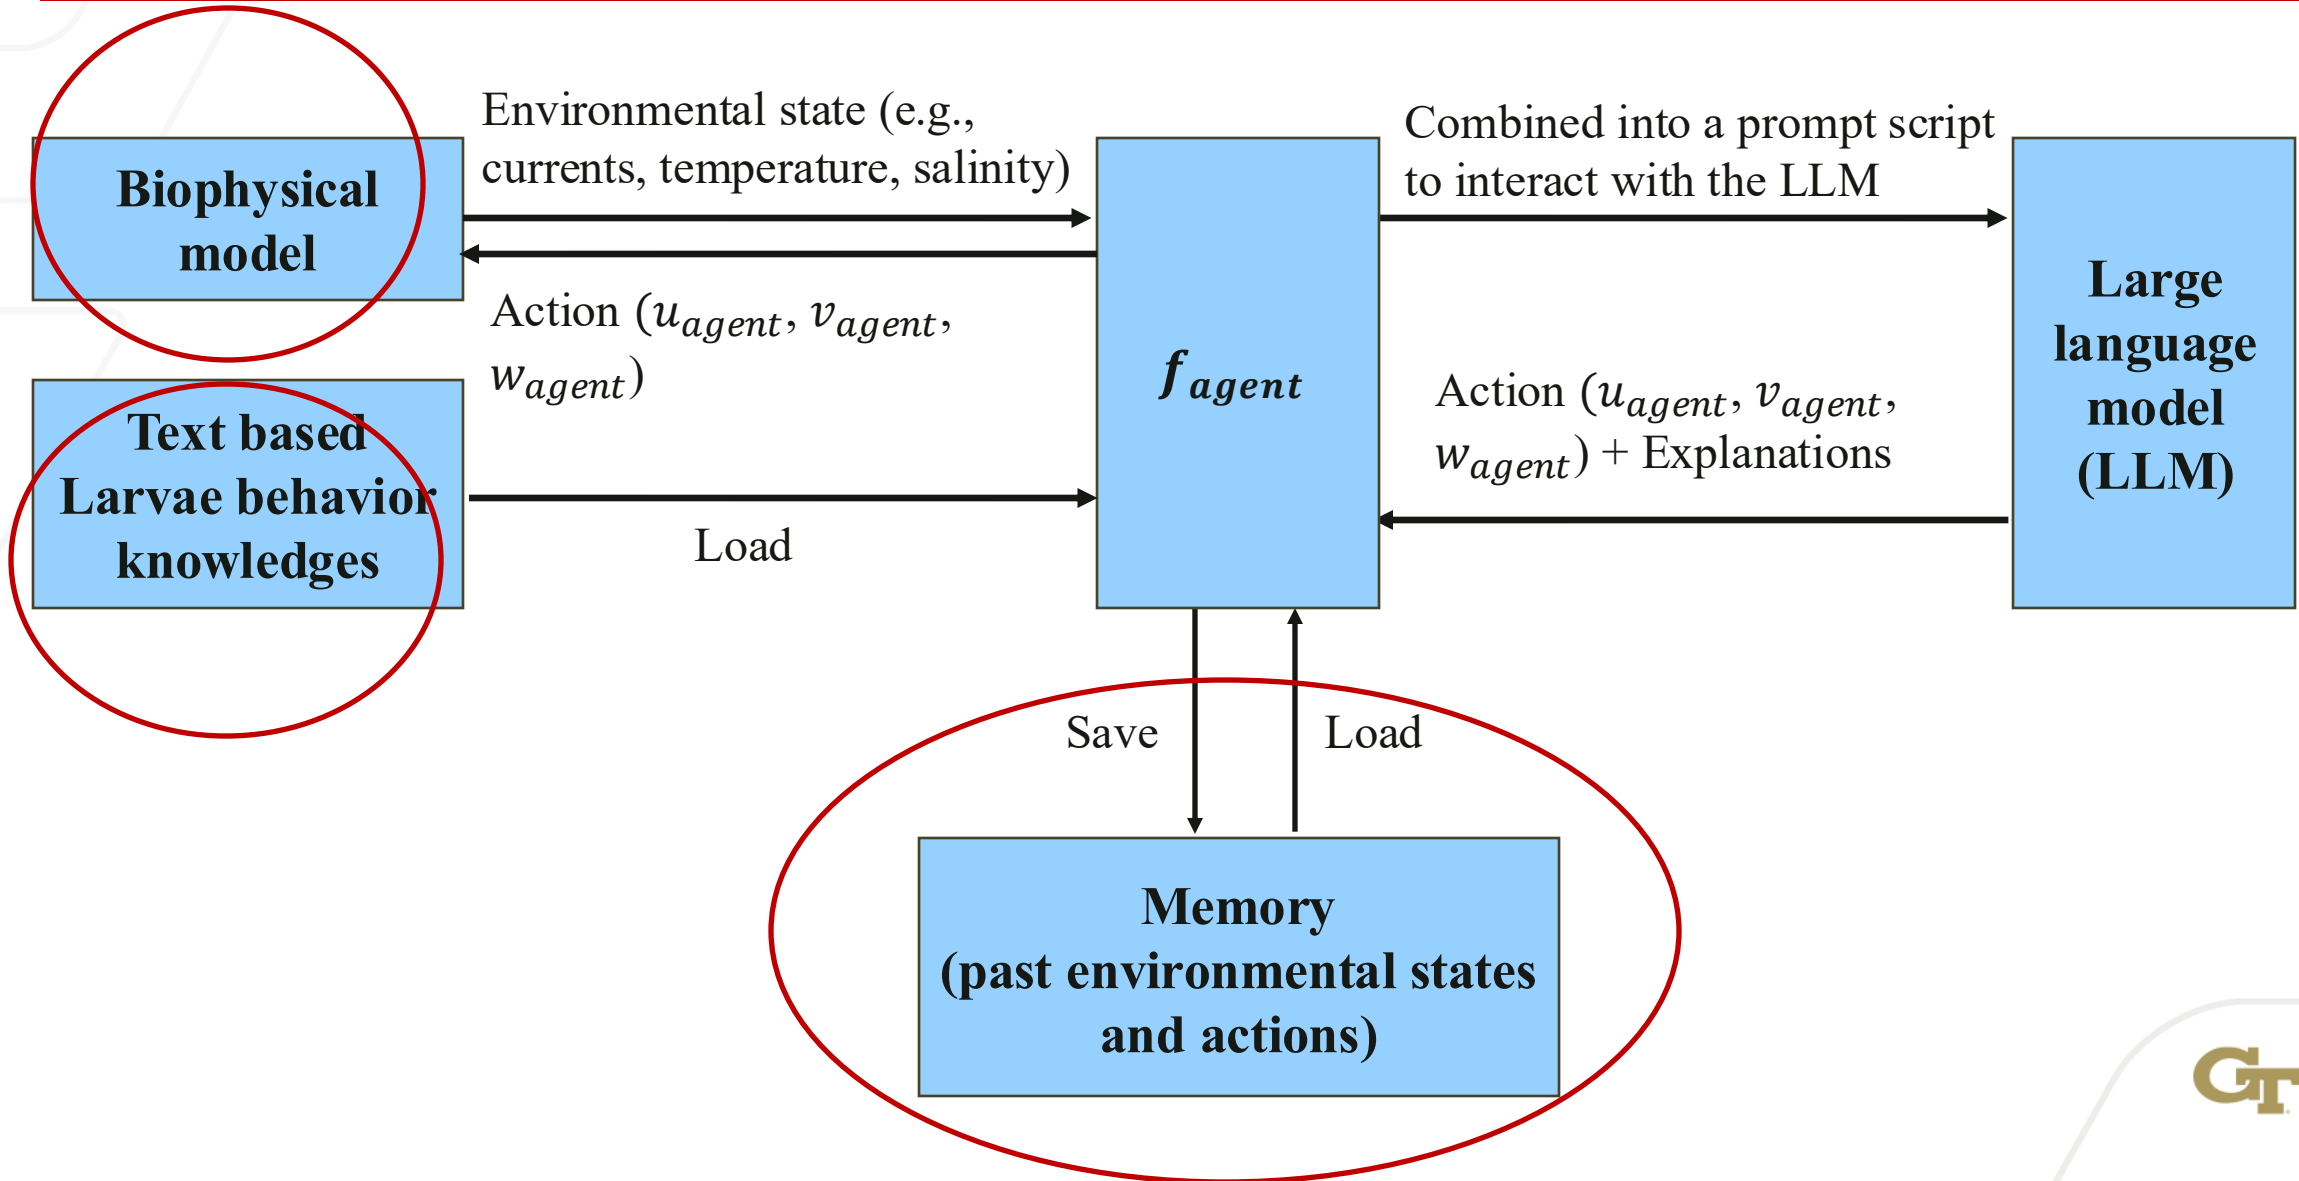 Biophysical
model
Environmental state (e.g.,
currents, temperature, salinity)
Action (u_agent, v_agent,
w_agent)
Text based
Larvae behavior
knowledges
Load
f_agent
Combined into a prompt script
to interact with the LLM
Action (u_agent, v_agent,
w_agent) + Explanations
Large
language
model
(LLM)
Save
Load
Memory
(past environmental states
and actions)
GT